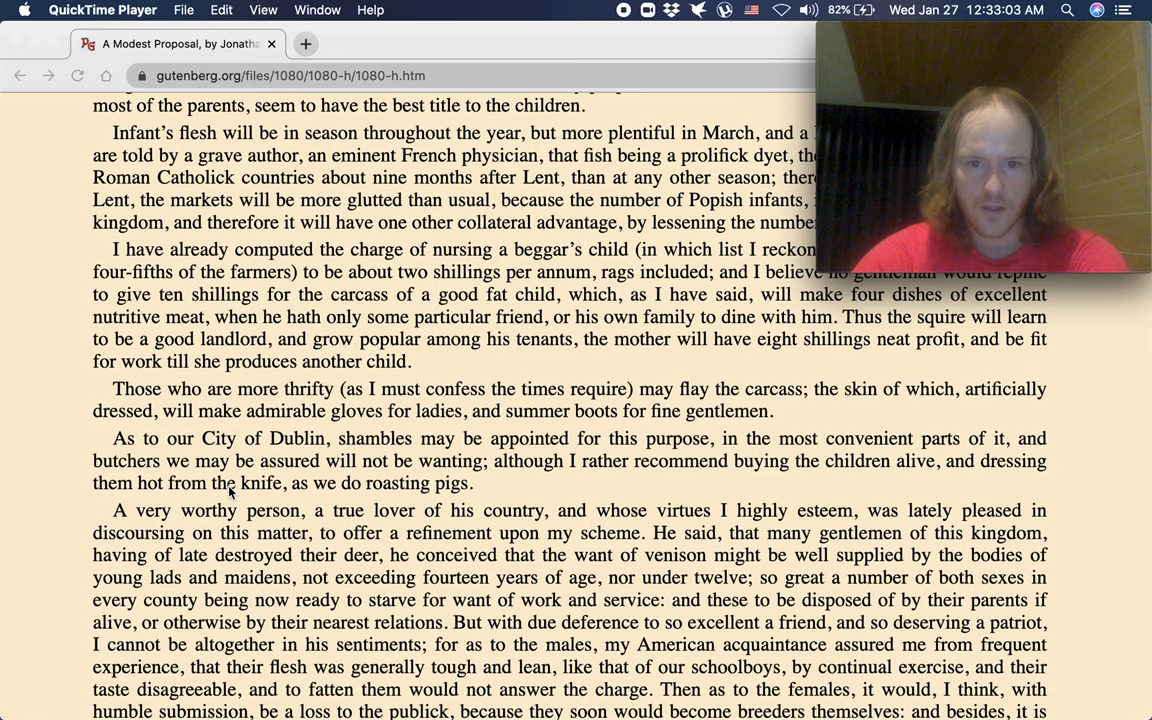 QuickTime Player File Edit View Window Help 82% Wed Jan 27 12:33:03 AM
A Modest Proposal, by Jonatha
gutenberg.org/files/1080/1080-h/1080-h.htm
most of the parents, seem to have the best title to the children.
Infant's flesh will be in season throughout the year, but more plentiful in March, and a
are told by a grave author, an eminent French physician, that fish being a prolifick dyet, the
Roman Catholick countries about nine months after Lent, than at any other season;
Lent, the markets will be more glutted than usual, because the number of Popish infants,
kingdom, and therefore it will have one other collateral advantage, by lessening the number
I have already computed the charge of nursing a beggar's child (in which list I reckon
four-fifths of the farmers) to be about two shillings per annum, rags included; and I believe no gentleman would repine
to give ten shillings for the carcass of a good fat child, which, as I have said, will make four dishes of excellent
nutritive meat, when he hath only some particular friend, or his own family to dine with him. Thus the squire will learn
to be a good landlord, and grow popular among his tenants, the mother will have eight shillings neat profit, and be fit
for work till she produces another child.
Those who are more thrifty (as I must confess the times require) may flay the carcass; the skin of which, artificially
dressed, will make admirable gloves for ladies, and summer boots for fine gentlemen.
As to our City of Dublin, shambles may be appointed for this purpose, in the most convenient parts of it, and
butchers we may be assured will not be wanting; although I rather recommend buying the children alive, and dressing
them hot from the knife, as we do roasting pigs.
A very worthy person, a true lover of his country, and whose virtues I highly esteem, was lately pleased in
discoursing on this matter, to offer a refinement upon my scheme. He said, that many gentlemen of this kingdom,
having of late destroyed their deer, he conceived that the want of venison might be well supplied by the bodies of
young lads and maidens, not exceeding fourteen years of age, nor under twelve; so great a number of both sexes in
every county being now ready to starve for want of work and service: and these to be disposed of by their parents if
alive, or otherwise by their nearest relations. But with due deference to so excellent a friend, and so deserving a patriot,
I cannot be altogether in his sentiments; for as to the males, my American acquaintance assured me from frequent
experience, that their flesh was generally tough and lean, like that of our schoolboys, by continual exercise, and their
taste disagreeable, and to fatten them would not answer the charge. Then as to the females, it would, I think, with
humble submission, be a loss to the publick, because they soon would become breeders themselves: and besides, it is